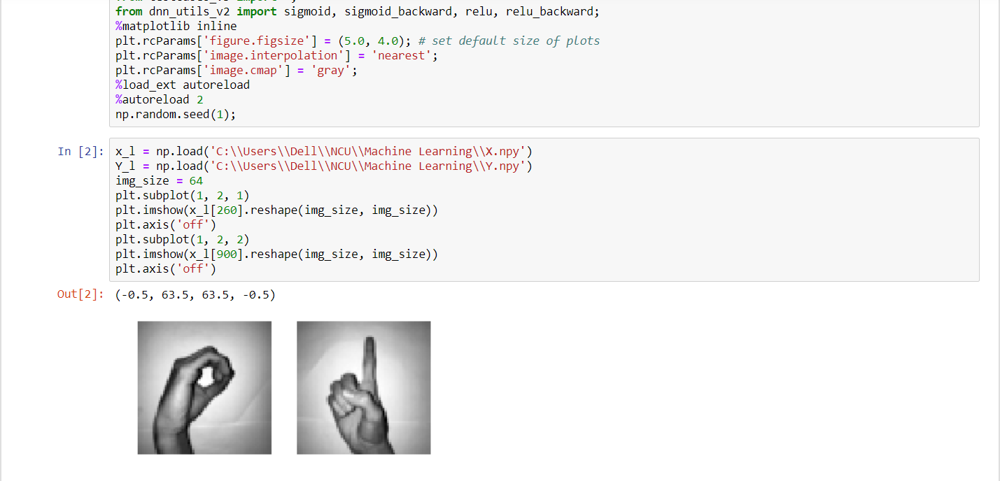 from dnn_utils_v2 import sigmoid, sigmoid_backward, relu, relu_backward;
%matplotlib inline
plt.rcParams['figure.figsize'] = (5.0, 4.0); # set default size of plots
plt.rcParams['image.interpolation'] = 'nearest';
plt.rcParams['image.cmap'] = 'gray';
%load_ext autoreload
%autoreload 2
np.random.seed(1);
In [2]: x_l = np.load('C:\\Users\\Dell\\NCU\\Machine Learning\\X.npy')
Y_l = np.load('C:\\Users\\Dell\\NCU\\Machine Learning\\Y.npy')
img_size = 64
plt.subplot(1, 2, 1)
plt.imshow(x_l[260].reshape(img_size, img_size))
plt.axis('off')
plt.subplot(1, 2, 2)
plt.imshow(x_l[900].reshape(img_size, img_size))
plt.axis('off')
Out[2]: (-0.5, 63.5, 63.5, -0.5)